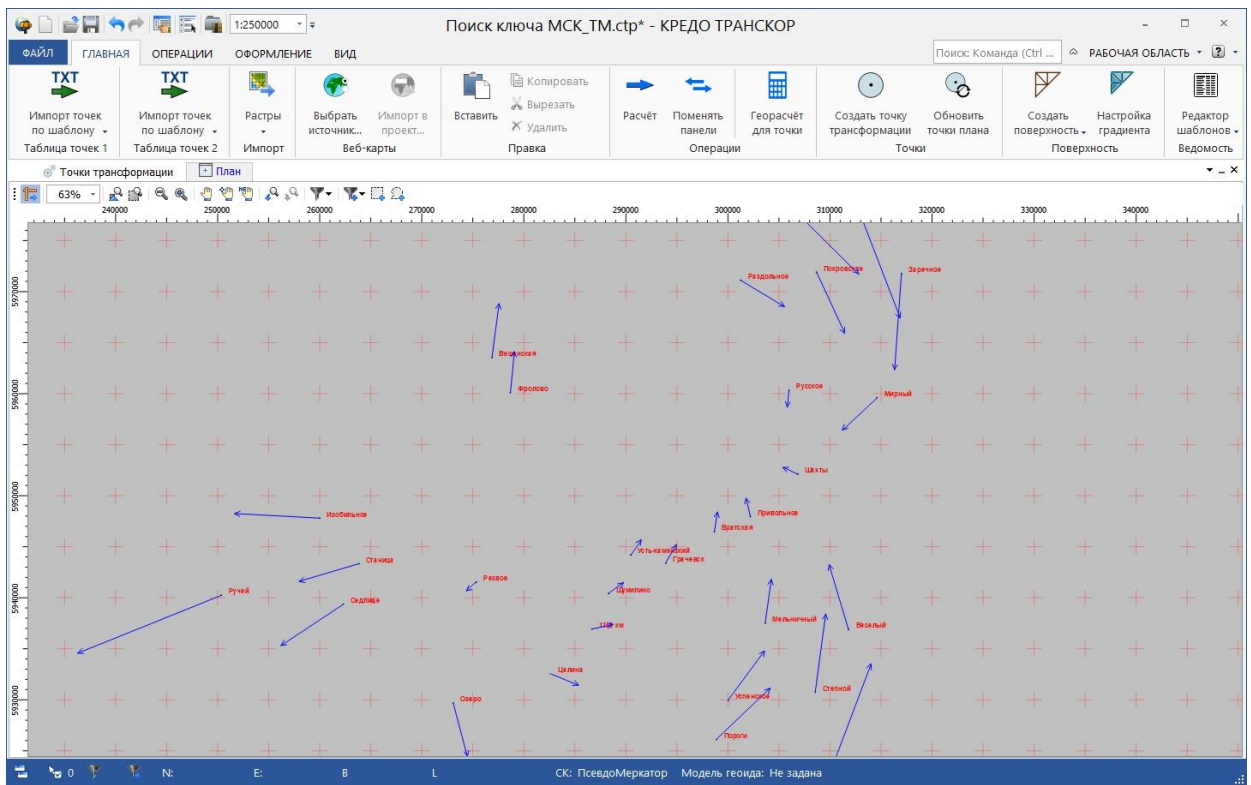 1:250000
Поиск ключа МСК_TM.ctp* - КРЕДО ТРАНСКОР
ФАЙЛ ГЛАВНАЯ ОПЕРАЦИИ ОФОРМЛЕНИЕ ВИД Поиск: Команда (Ctrl ... РАБОЧАЯ ОБЛАСТЬ
TXT TXT Копировать
Вырезать
Удалить
Импорт точек по шаблону
Импорт точек по шаблону
Растры
Выбрать источник...
Импорт в проект...
Вставить
Расчёт
Поменять панели
Георасчёт для точки
Создать точку трансформации
Обновить точки плана
Создать поверхность
Настройка градиента
Редактор шаблонов
Таблица точек 1 Таблица точек 2 Импорт Веб-карты Правка Операции Точки Поверхность Ведомость
Точки трансформации План
63%
240000 250000 260000 270000 280000 290000 300000 310000 320000 330000 340000
5970000
5960000
5950000
5940000
5930000
Раздольное
Покровское
Заречное
Вешенская
Фролово
Русское
Мирный
Шахты
Изобильное
Привольное
Братская
Усть-каменский
Грачевск
Станица
Резвое
Шумилино
Ручей
Седлище
Мельничный
Веселый
Целина
Степной
Озеро
Успенское
Пороги
0 N: E: B L СК: ПсевдоМеркатор Модель геоида: Не задана